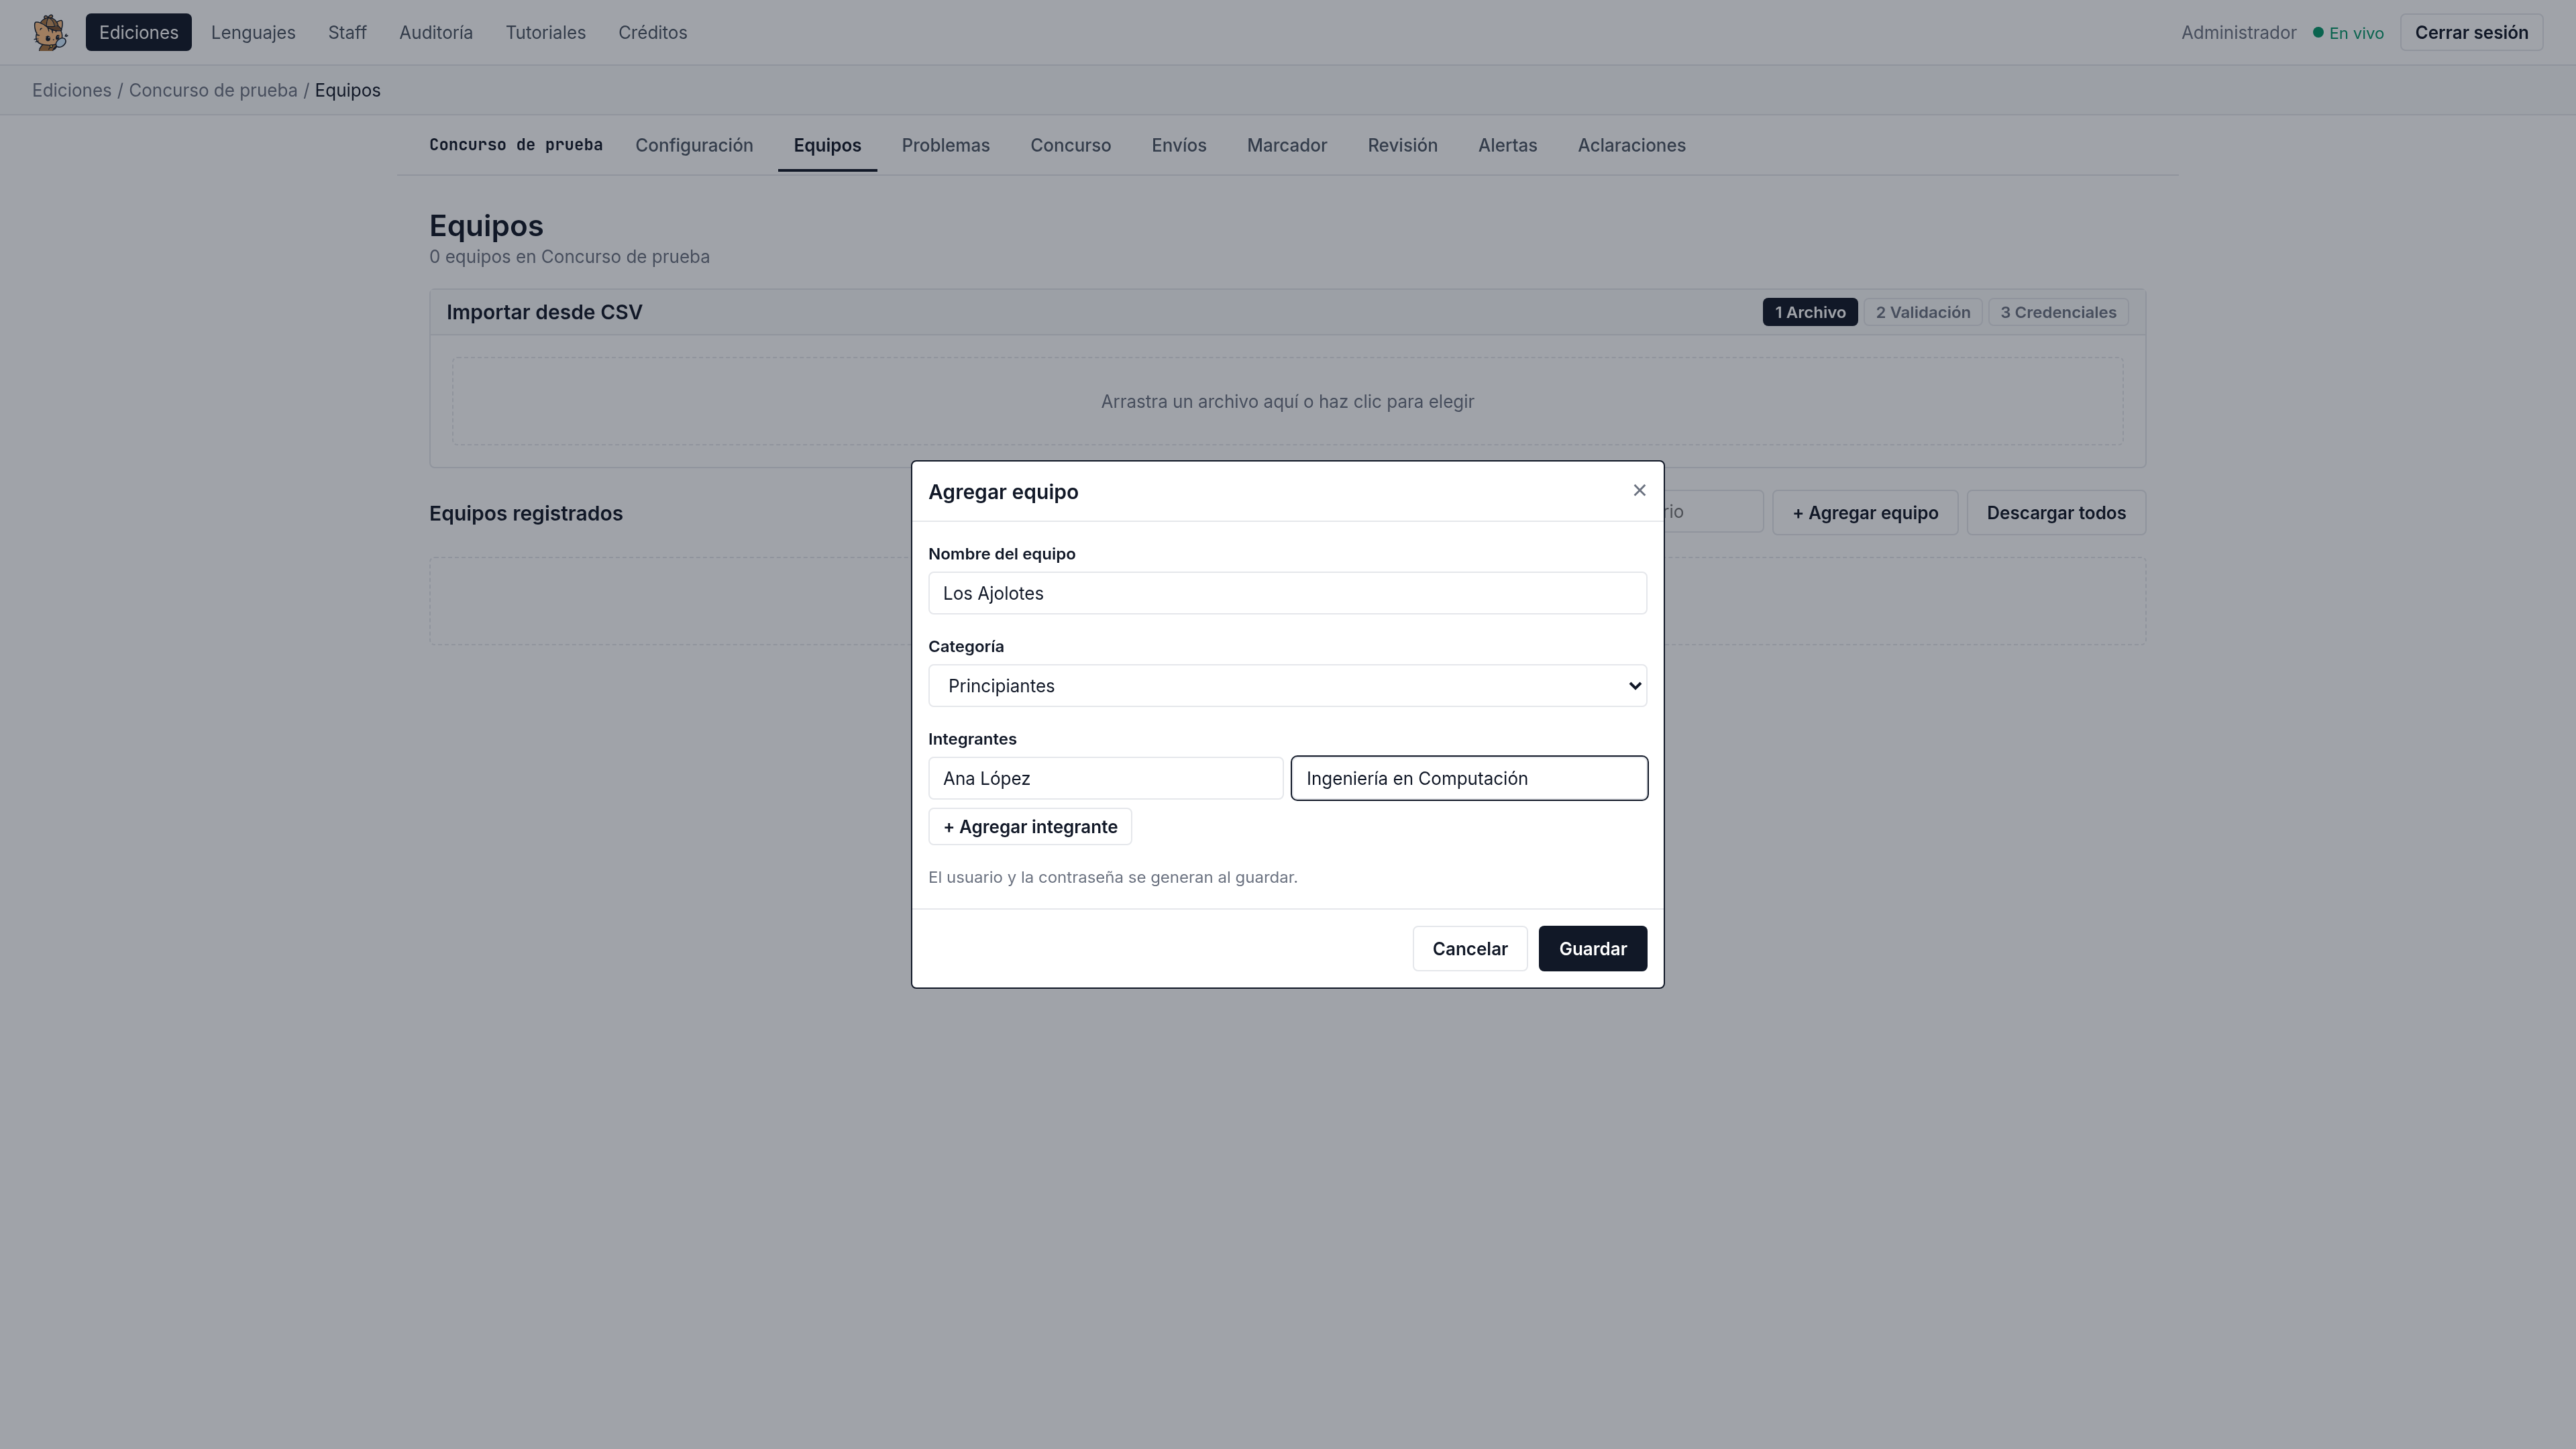 Ediciones Lenguajes Staff Auditoría Tutoriales Créditos Administrador En vivo Cerrar sesión
Ediciones / Concurso de prueba / Equipos
Concurso de prueba Configuración Equipos Problemas Concurso Envíos Marcador Revisión Alertas Aclaraciones
Equipos
0 equipos en Concurso de prueba
Importar desde CSV 1 Archivo 2 Validación 3 Credenciales
Arrastra un archivo aquí o haz clic para elegir
Equipos registrados + Agregar equipo Descargar todos
Agregar equipo
Nombre del equipo
Los Ajolotes
Categoría
Principiantes
Integrantes
Ana López Ingeniería en Computación
+ Agregar integrante
El usuario y la contraseña se generan al guardar.
Cancelar Guardar